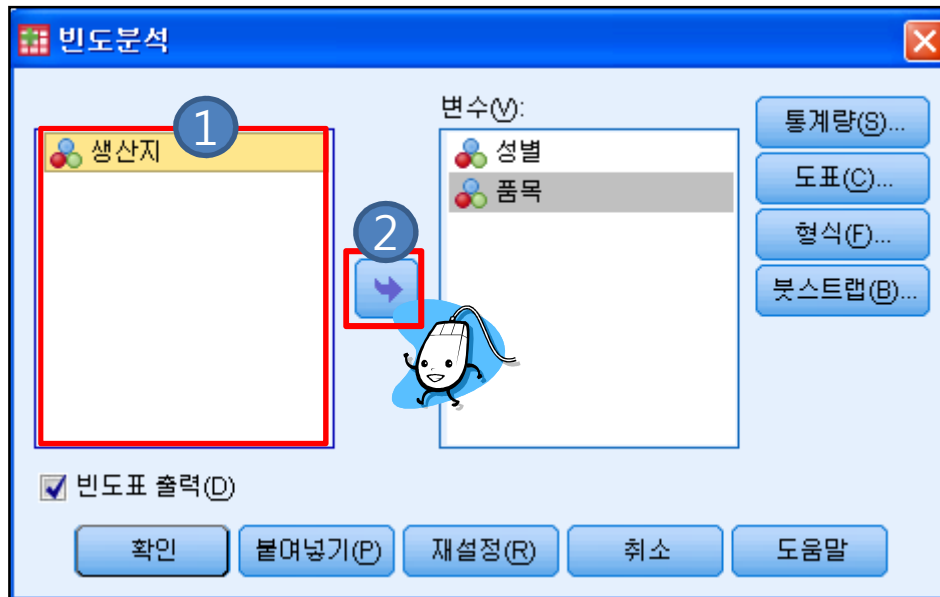 빈도분석
1
생산지
2
변수(V):
성별
품목
통계량(S)...
도표(C)...
형식(F)...
붓스트랩(B)...
빈도표 출력(D)
확인
붙여넣기(P)
재설정(R)
취소
도움말